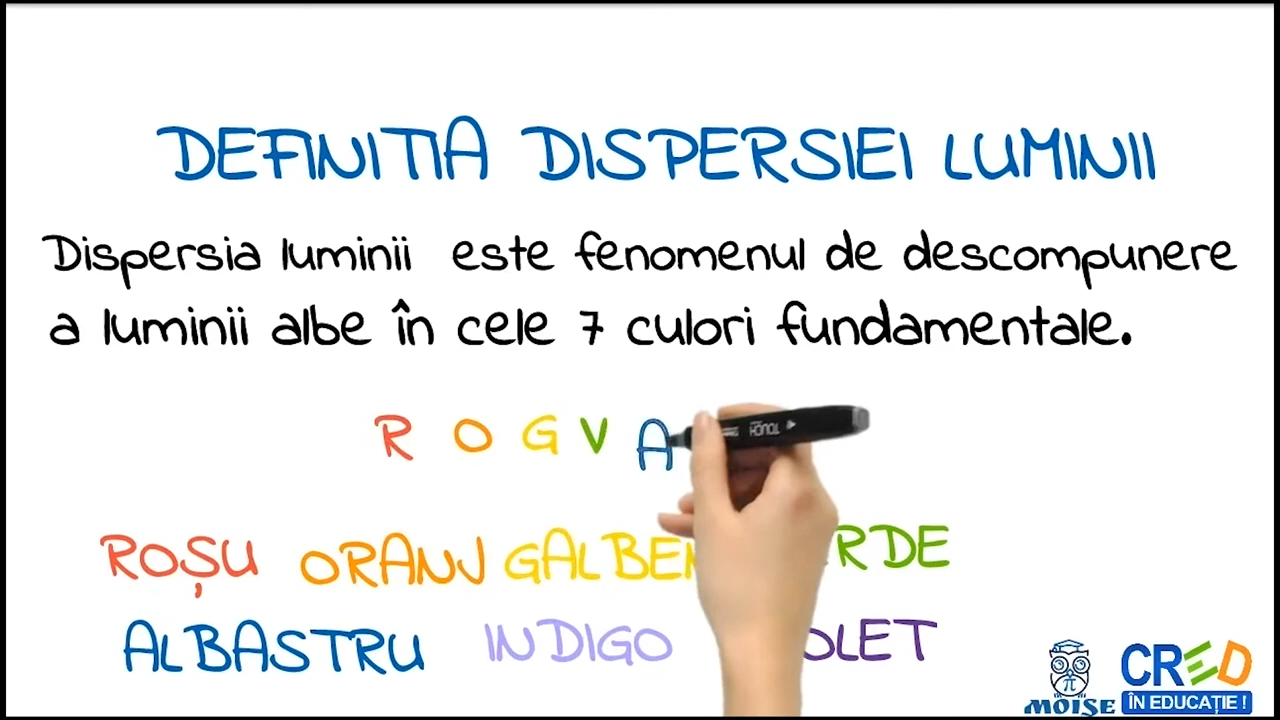 DEFINITIA DISPERSIEI LUMINII
Dispersia luminii este fenomenul de descompunere
a luminii albe în cele 7 culori fundamentale.
R O G V A
TOUCH
ROȘU ORANJ
ALBASTRU INDIGO
MOISE
CRED
ÎN EDUCAȚIE !